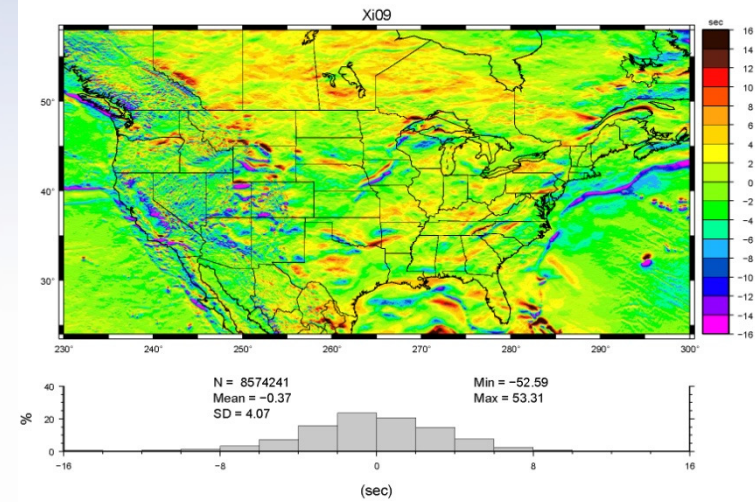 Xi09
sec
16
14
12
10
8
6
4
2
0
−2
−4
−6
−8
−10
−12
−14
−16
50°
40°
30°
230° 240° 250° 260° 270° 280° 290° 300°
N = 8574241
Mean = −0.37
SD = 4.07
Min = −52.59
Max = 53.31
%
40
20
0
−16 −8 0 8 16
(sec)